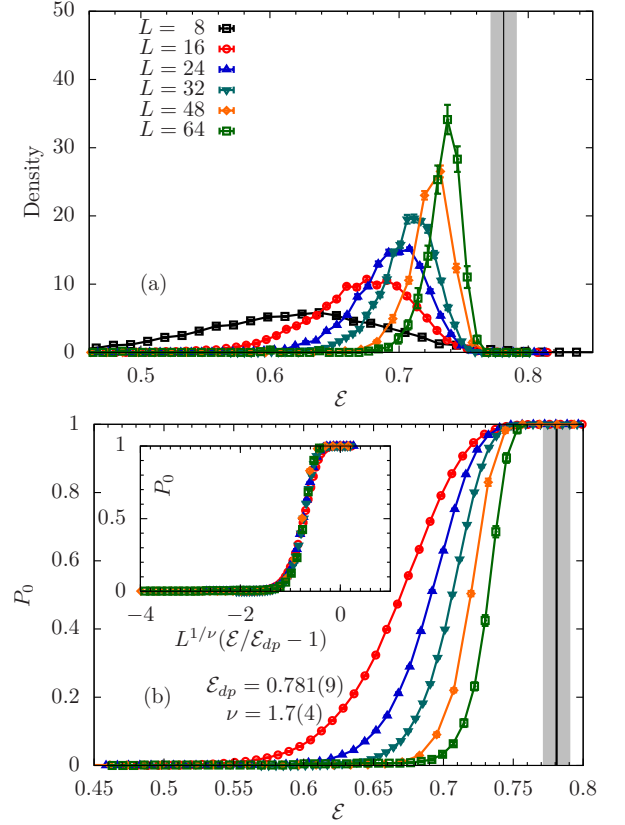 50
40
30
20
10
0
Density
L = 8
L = 16
L = 24
L = 32
L = 48
L = 64
(a)
0.5 0.6 0.7 0.8
ℰ
1
0.8
0.6
0.4
0.2
0
P₀
1
0.5
0
P₀
−4 −2 0
L^{1/ν}(ℰ/ℰ_{dp} − 1)
(b)
ℰ_{dp} = 0.781(9)
ν = 1.7(4)
0.45 0.5 0.55 0.6 0.65 0.7 0.75 0.8
ℰ